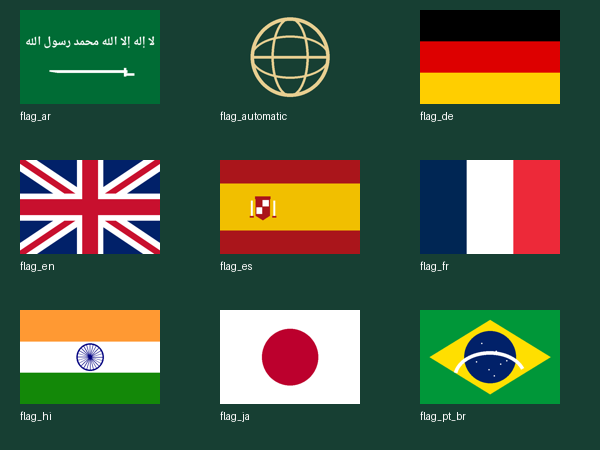 لا إله إلا الله محمد رسول الله
flag_ar
flag_automatic
flag_de
flag_en
flag_es
flag_fr
flag_hi
flag_ja
flag_pt_br